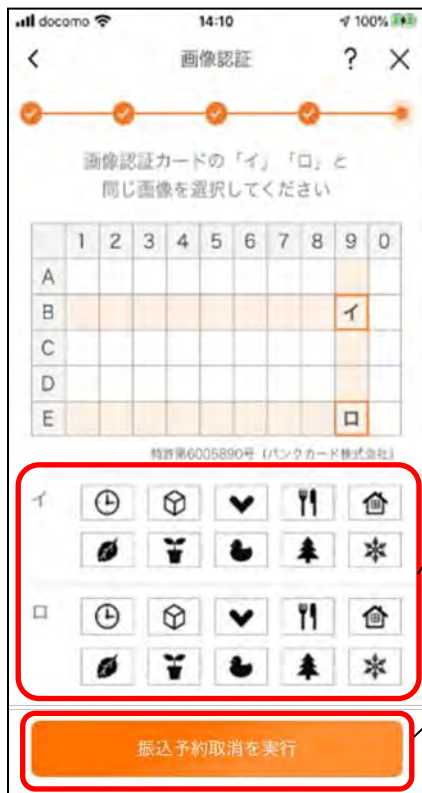 docomo 14:10 100%
画像認証 ?
画像認証カードの「イ」「ロ」と
同じ画像を選択してください
1 2 3 4 5 6 7 8 9 0
A
B イ
C
D
E ロ
特許第6005890号 (バンクカード株式会社)
イ
ロ
振込予約取消を実行